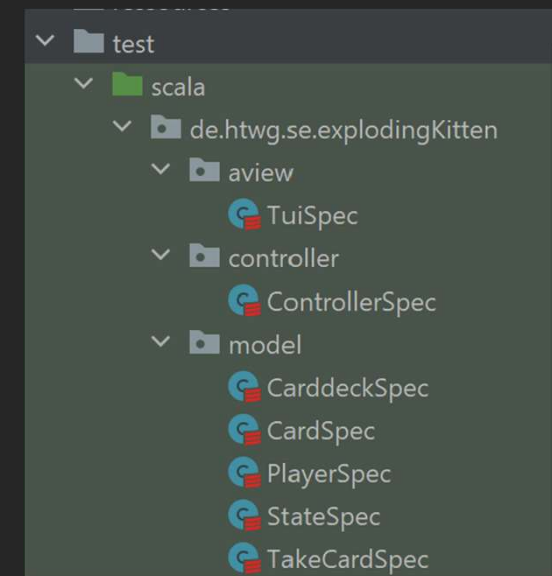 test
scala
de.htwg.se.explodingKitten
aview
TuiSpec
controller
ControllerSpec
model
CarddeckSpec
CardSpec
PlayerSpec
StateSpec
TakeCardSpec